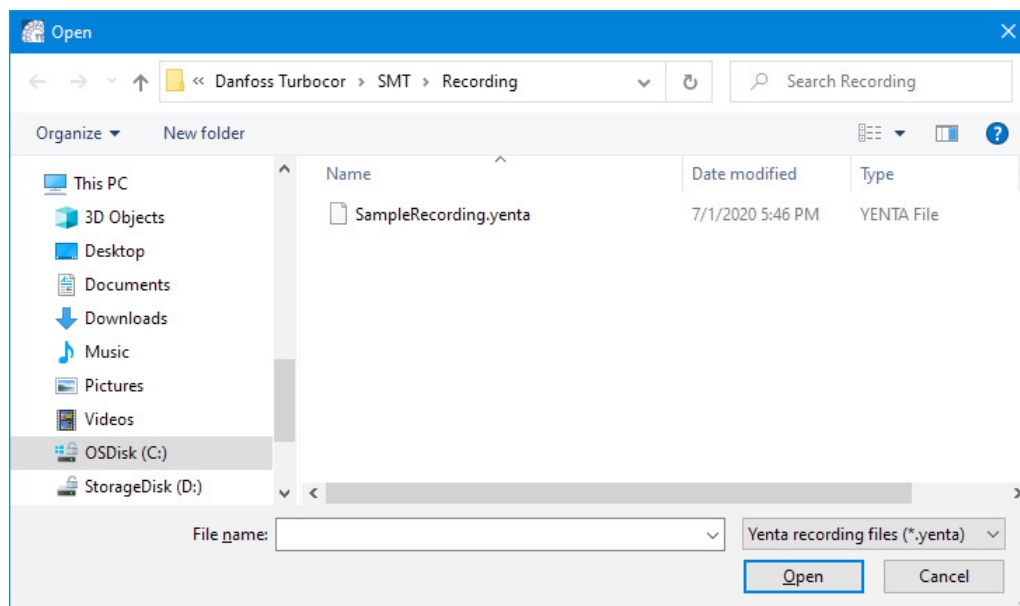 Open
« Danfoss Turbocor > SMT > Recording
Search Recording
Organize
New folder
Name
Date modified
Type
This PC
3D Objects
Desktop
Documents
Downloads
Music
Pictures
Videos
OSDisk (C:)
StorageDisk (D:)
SampleRecording.yenta 7/1/2020 5:46 PM YENTA File
File name:
Yenta recording files (*.yenta)
Open
Cancel